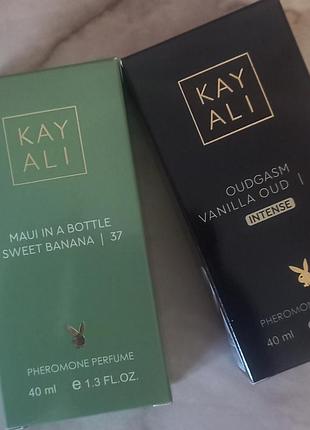 KAY
ALI
MAUI IN A BOTTLE
SWEET BANANA | 37
PHEROMONE PERFUME
40 ml e 1.3 FL.OZ.
KAY
ALI
OUDGASM
VANILLA OUD |
INTENSE
PHEROMONE
40 ml